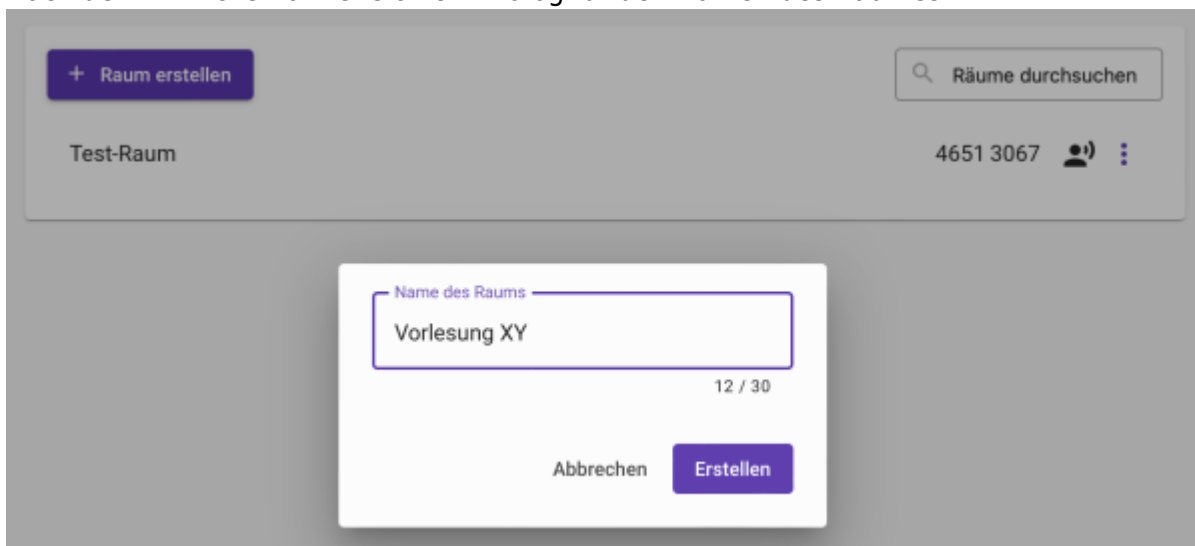 + Raum erstellen
Räume durchsuchen
Test-Raum
4651 3067
Name des Raums
Vorlesung XY
12 / 30
Abbrechen
Erstellen